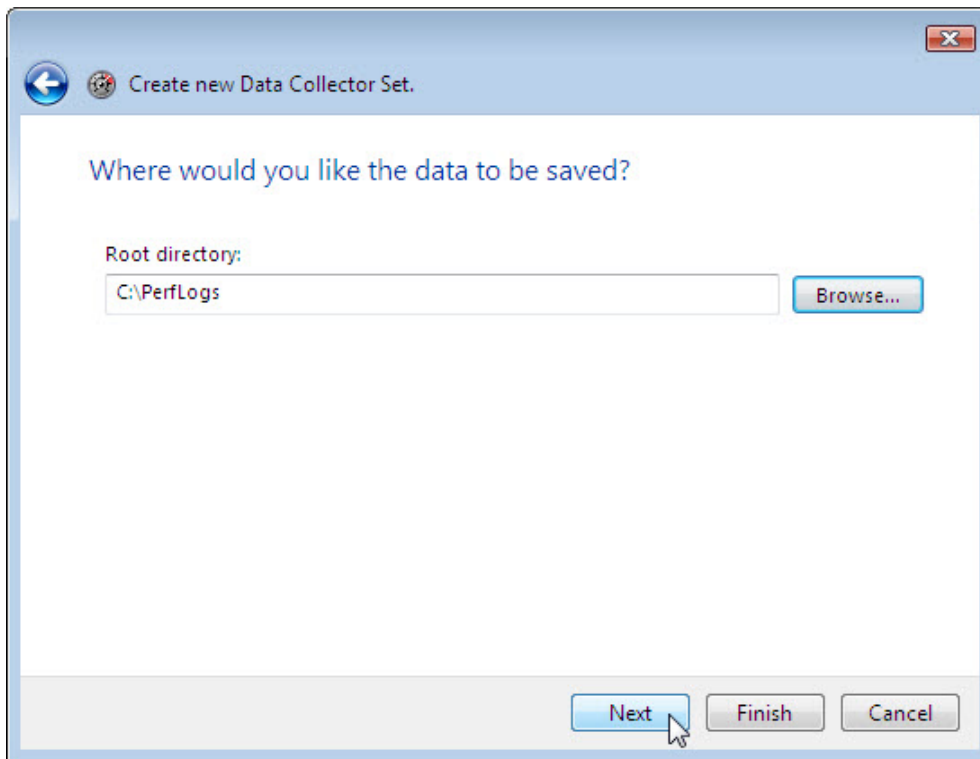 Create new Data Collector Set.
Where would you like the data to be saved?
Root directory:
C:\PerfLogs
Browse...
Next
Finish
Cancel